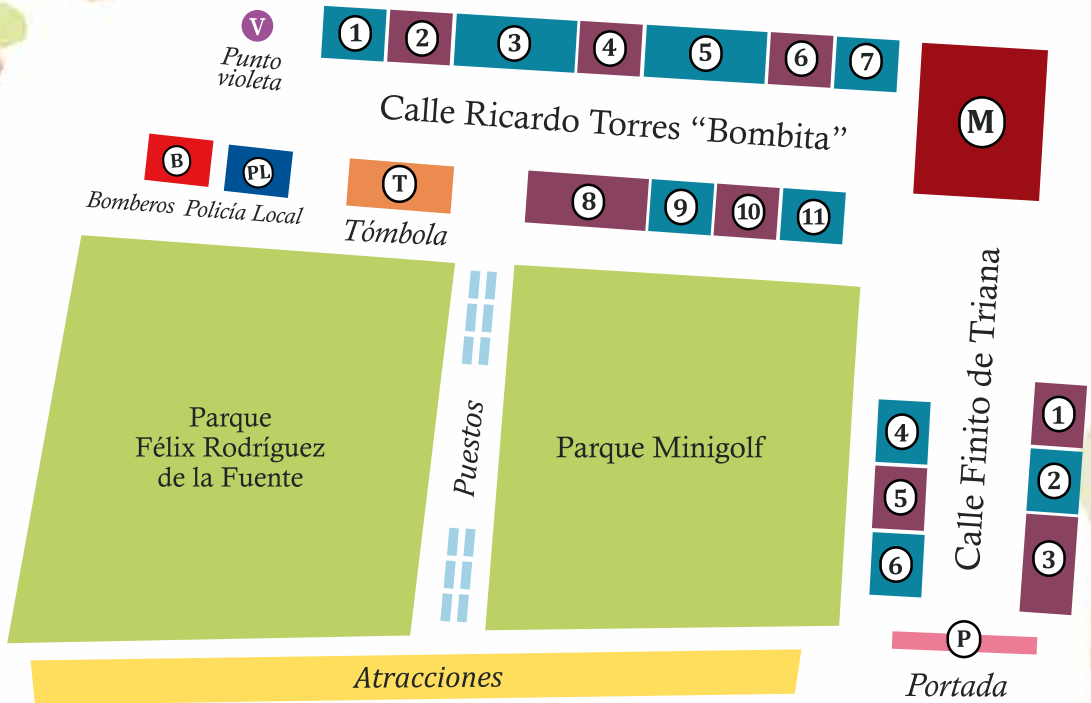 V
Punto
violeta
1 2 3 4 5 6 7
M
Calle Ricardo Torres “Bombita”
B PL
Bomberos Policía Local
T
Tómbola
8 9 10 11
Parque
Félix Rodríguez
de la Fuente
Puestos
Parque Minigolf
Calle Finito de Triana
4
5
6
1
2
3
P
Portada
Atracciones